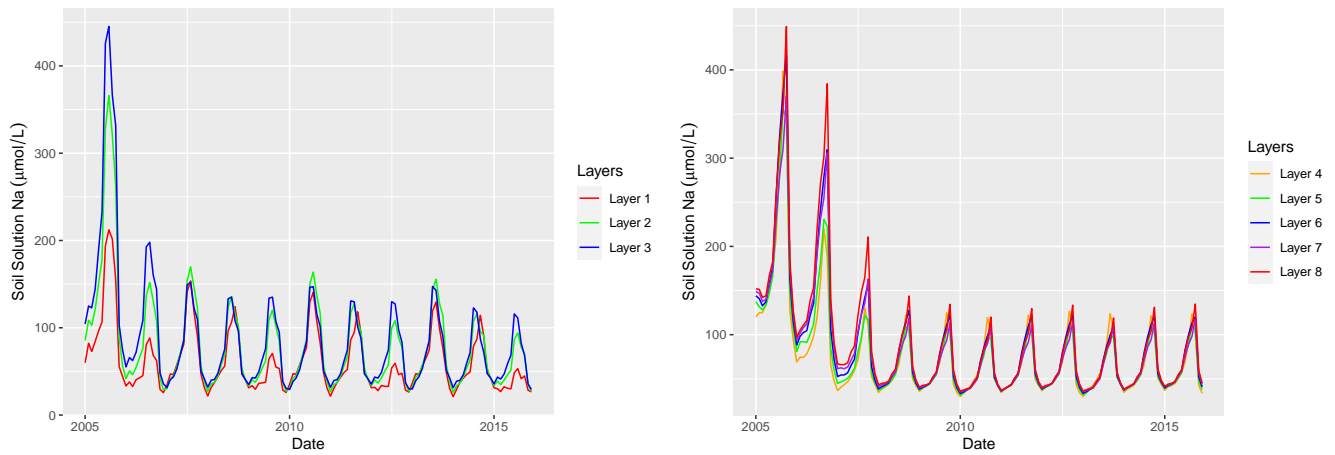 Soil Solution Na (μmol/L)
400
300
200
100
0
2005
2010
2015
Date
Layers
Layer 1
Layer 2
Layer 3
Soil Solution Na (μmol/L)
400
300
200
100
2005
2010
2015
Date
Layers
Layer 4
Layer 5
Layer 6
Layer 7
Layer 8